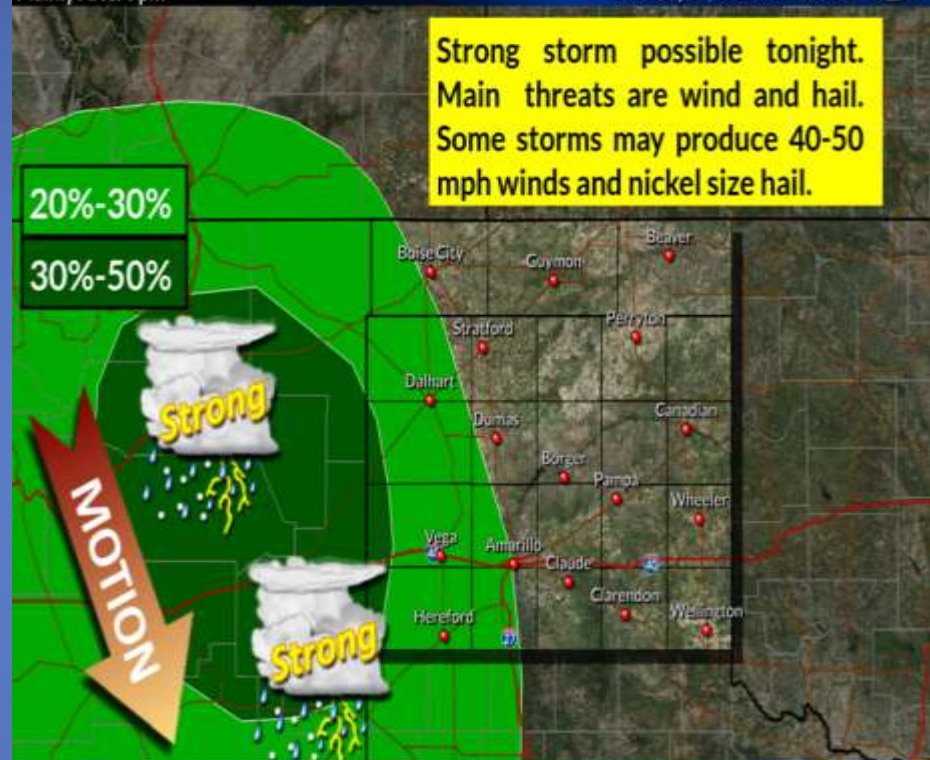 Strong storm possible tonight.
Main threats are wind and hail.
Some storms may produce 40-50
mph winds and nickel size hail.
20%-30%
30%-50%
Boise City
Guymon
Beaver
Stratford
Perryton
Dalhart
Dumas
Canadian
Borger
Pampa
Wheeler
Vega
Amarillo
Claude
Clarendon
Hereford
Wellington
Strong
MOTION
Strong